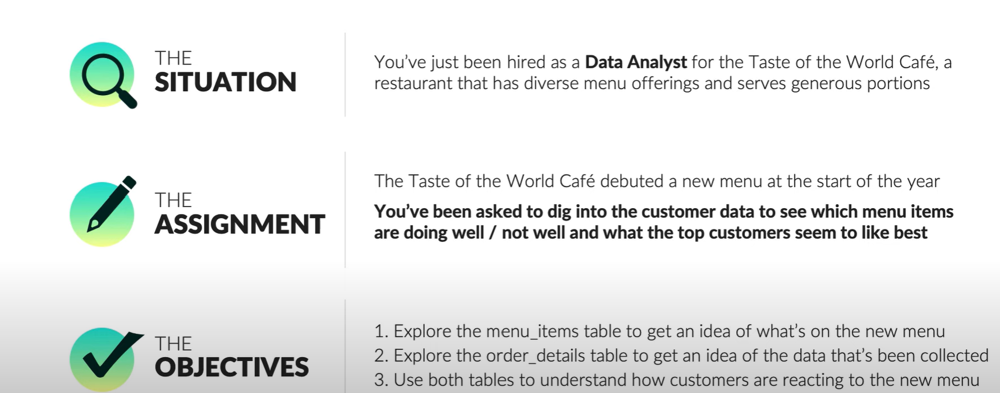 THE
SITUATION
You've just been hired as a Data Analyst for the Taste of the World Café, a
restaurant that has diverse menu offerings and serves generous portions
THE
ASSIGNMENT
The Taste of the World Café debuted a new menu at the start of the year
You've been asked to dig into the customer data to see which menu items
are doing well / not well and what the top customers seem to like best
THE
OBJECTIVES
1. Explore the menu_items table to get an idea of what's on the new menu
2. Explore the order_details table to get an idea of the data that's been collected
3. Use both tables to understand how customers are reacting to the new menu